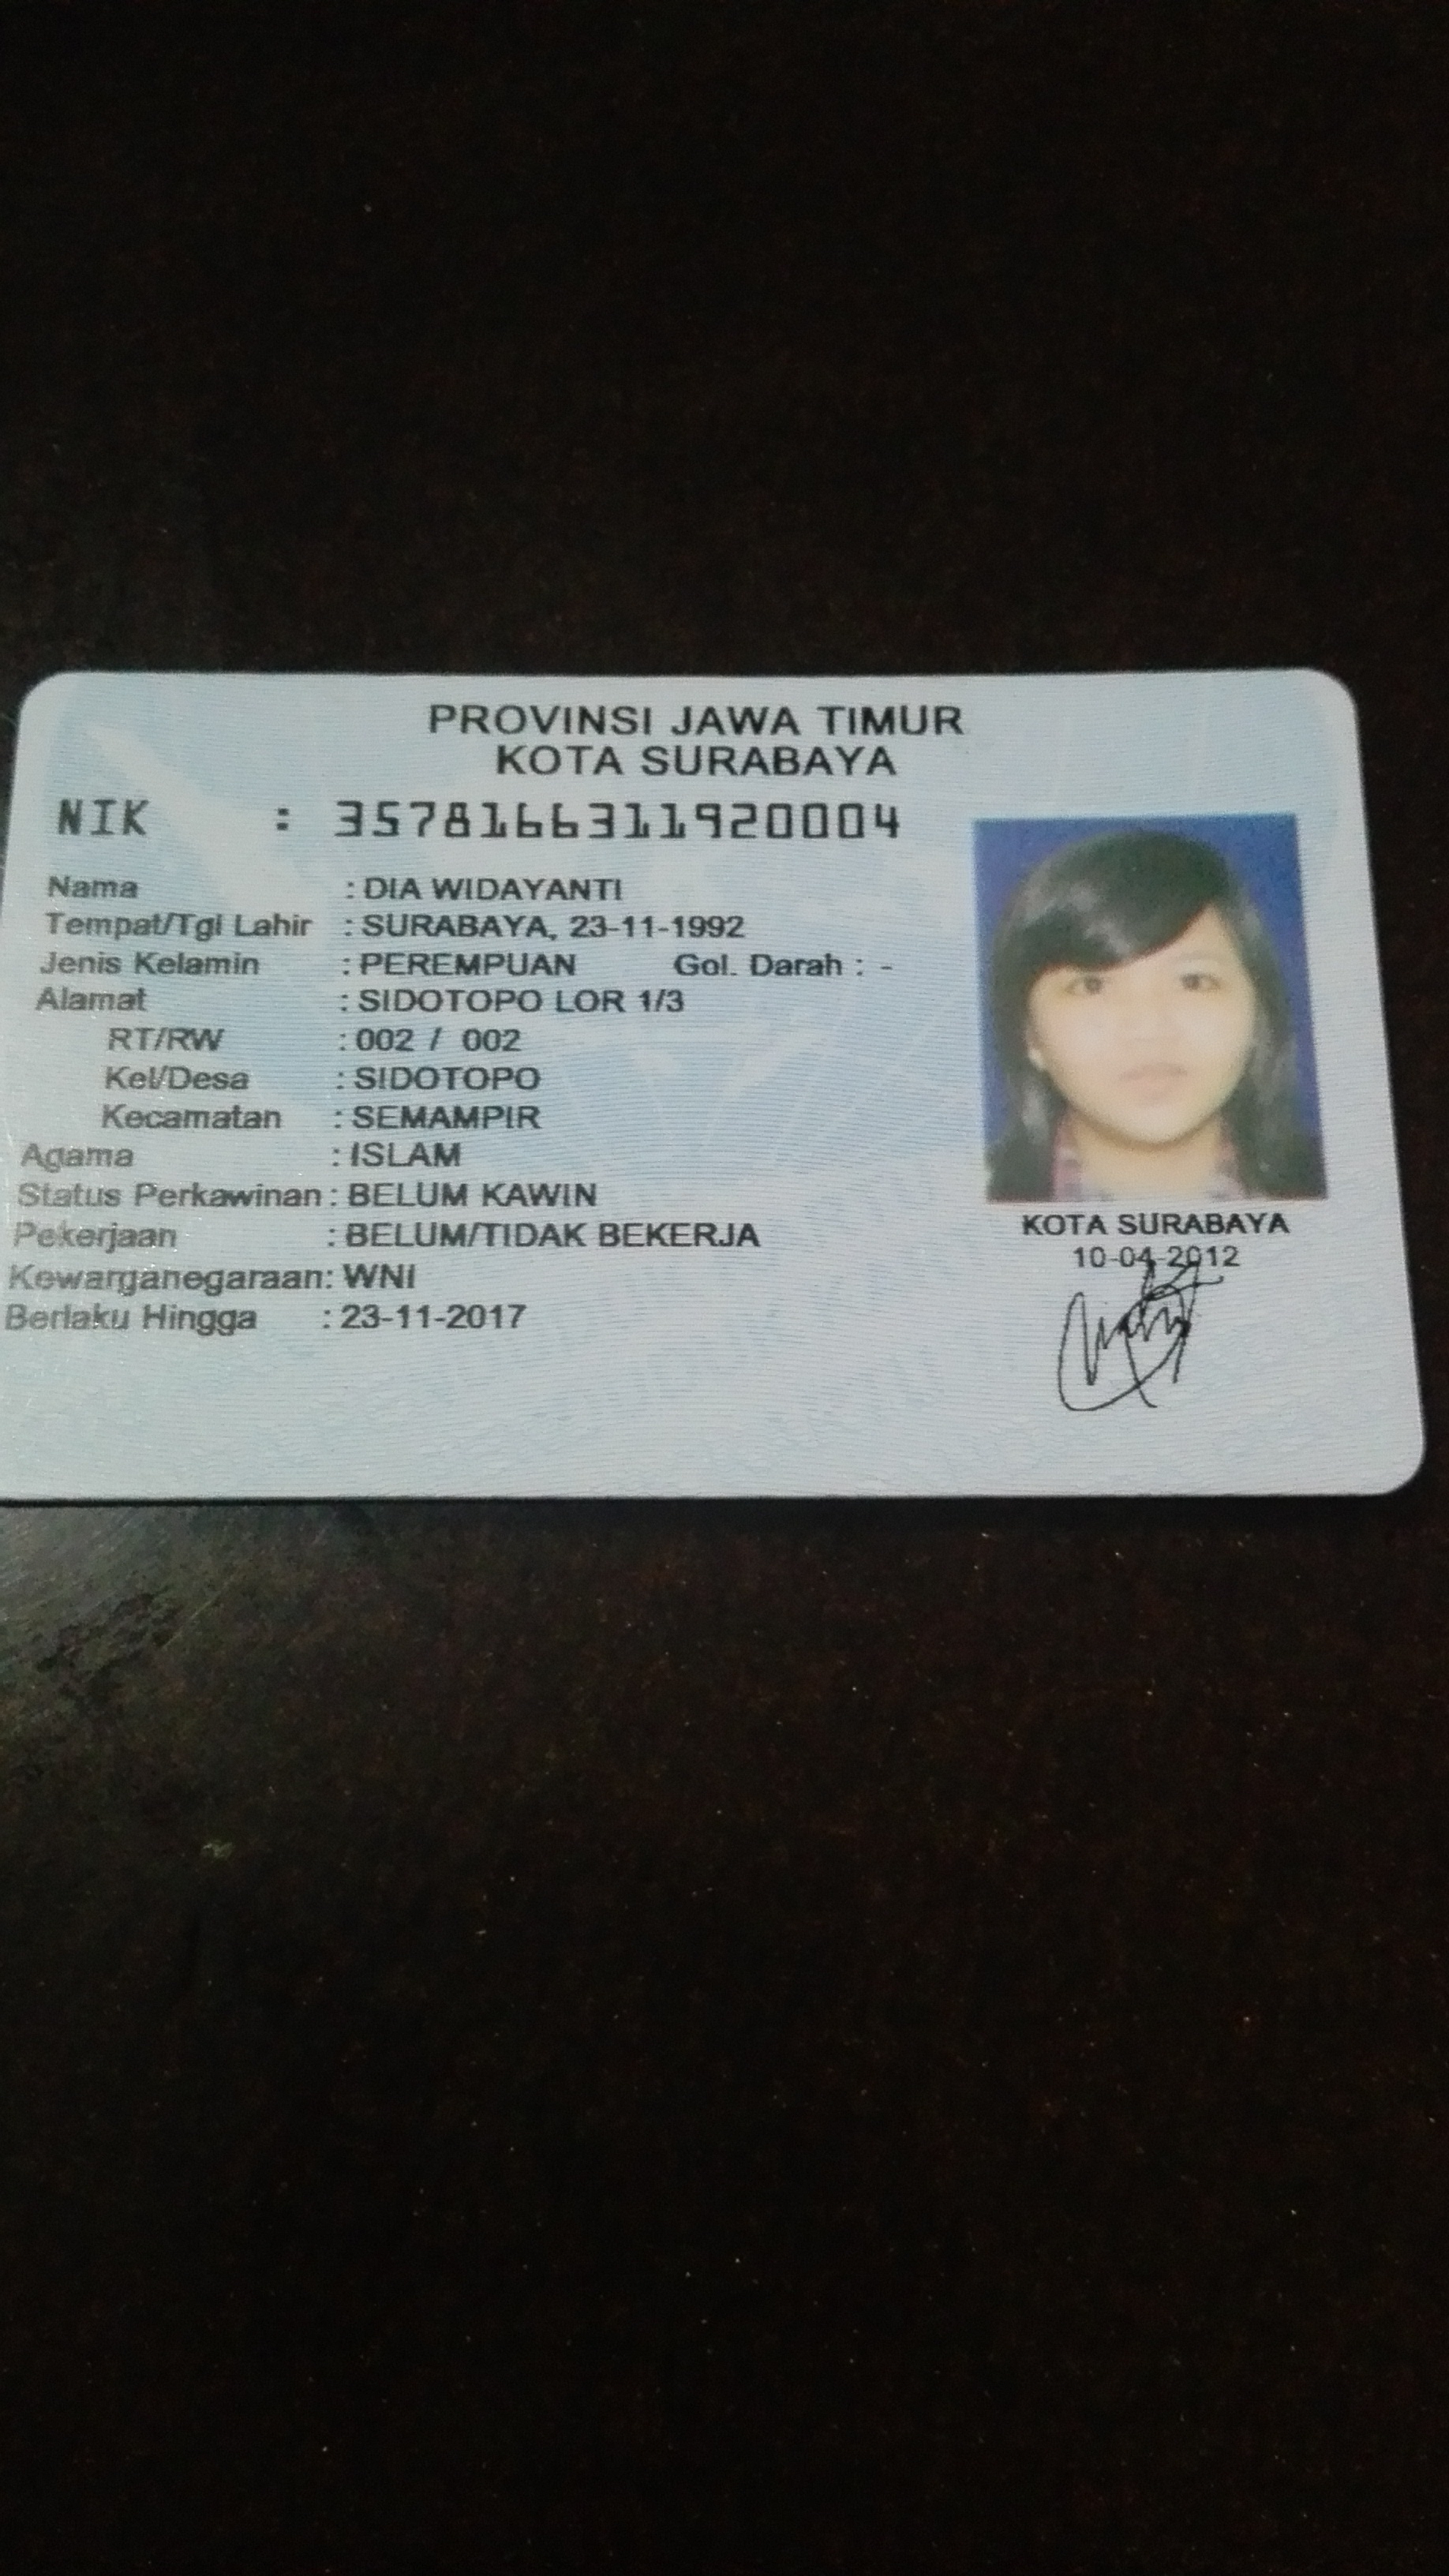 PROVINSI JAWA TIMUR
KOTA SURABAYA
NIK : 3578166311920004
Nama : DIA WIDAYANTI
Tempat/Tgl Lahir : SURABAYA, 23-11-1992
Jenis Kelamin : PEREMPUAN Gol. Darah : -
Alamat : SIDOTOPO LOR 1/3
RT/RW : 002 / 002
Kel/Desa : SIDOTOPO
Kecamatan : SEMAMPIR
Agama : ISLAM
Status Perkawinan : BELUM KAWIN
Pekerjaan : BELUM/TIDAK BEKERJA
Kewarganegaraan : WNI
Berlaku Hingga : 23-11-2017
KOTA SURABAYA
10-04-2012